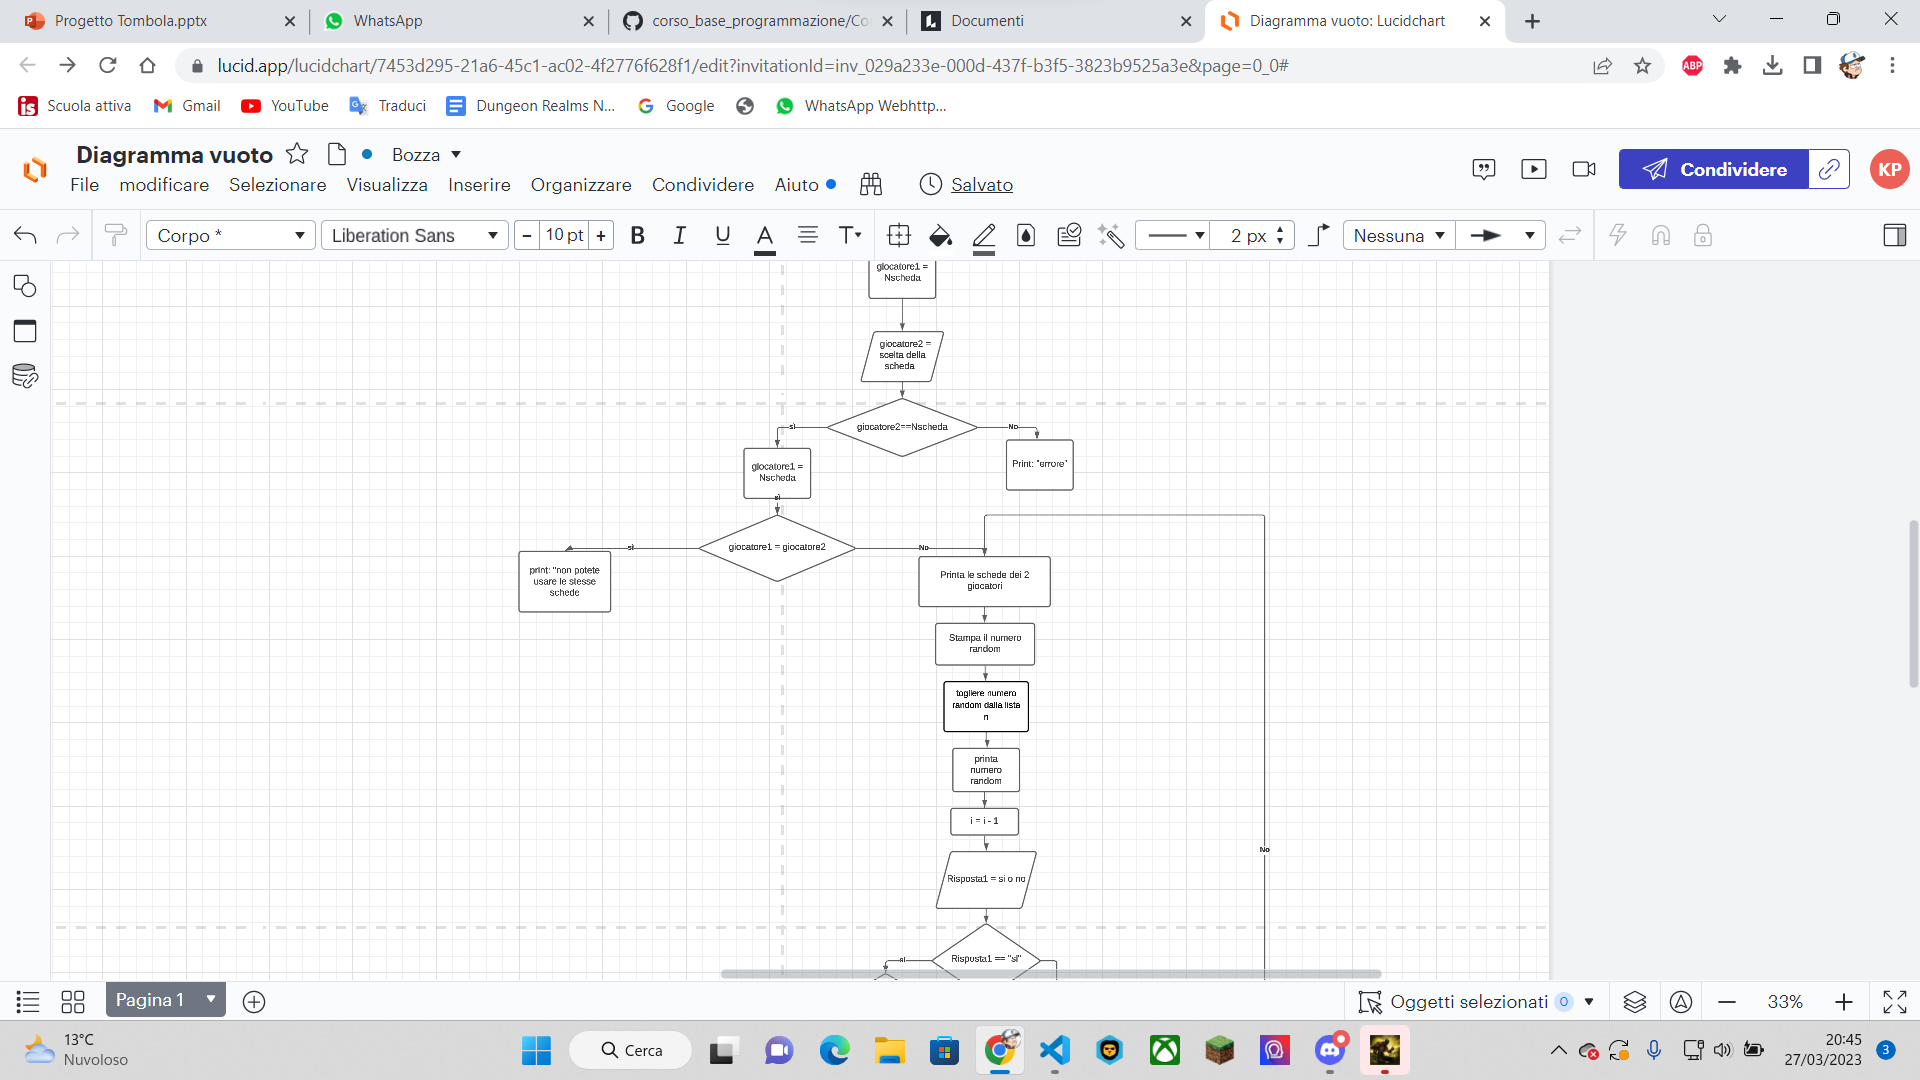 Progetto Tombola.pptx
WhatsApp
corso_base_programmazione/Co
Documenti
Diagramma vuoto: Lucidchart
lucid.app/lucidchart/7453d295-21a6-45c1-ac02-4f2776f628f1/edit?invitationId=inv_029a233e-000d-437f-b3f5-3823b9525a3e&page=0_0#
ABP
Scuola attiva
Gmail
YouTube
Traduci
Dungeon Realms N...
Google
WhatsApp Webhttp...
Diagramma vuoto
Bozza
File
modificare
Selezionare
Visualizza
Inserire
Organizzare
Condividere
Aiuto
Salvato
Condividere
KP
Corpo *
Liberation Sans
- 10 pt +
B
I
U
A
T
2 px
Nessuna
giocatore1 =
Nscheda
giocatore2 =
scelta della
scheda
giocatore2==Nscheda
sì
No
giocatore1 =
Nscheda
Print: "errore"
sì
giocatore1 = giocatore2
sì
No
print: "non potete
usare le stesse
schede
Printa le schede dei 2
giocatori
Stampa il numero
random
togliere numero
random dalla lista
n
printa
numero
random
i = i - 1
No
Risposta1 = si o no
Risposta1 == "si"
sì
Pagina 1
Oggetti selezionati 0
33%
13°C
Nuvoloso
Cerca
20:45
27/03/2023
3